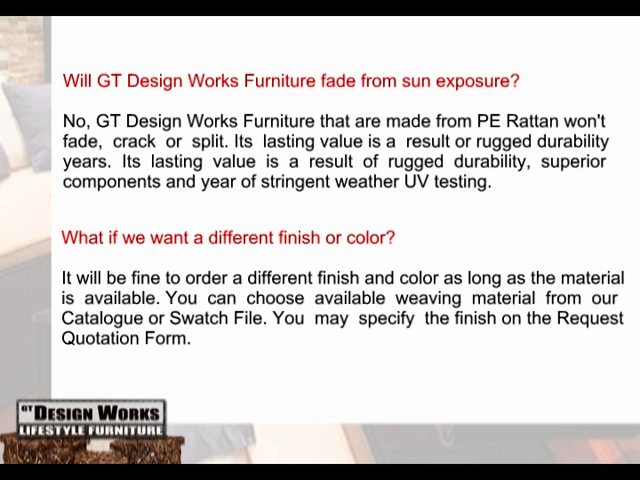 Will GT Design Works Furniture fade from sun exposure?
No, GT Design Works Furniture that are made from PE Rattan won't
fade, crack or split. Its lasting value is a result or rugged durability
years. Its lasting value is a result of rugged durability, superior
components and year of stringent weather UV testing.
What if we want a different finish or color?
It will be fine to order a different finish and color as long as the material
is available. You can choose available weaving material from our
Catalogue or Swatch File. You may specify the finish on the Request
Quotation Form.
GT DESIGN WORKS
LIFESTYLE FURNITURE